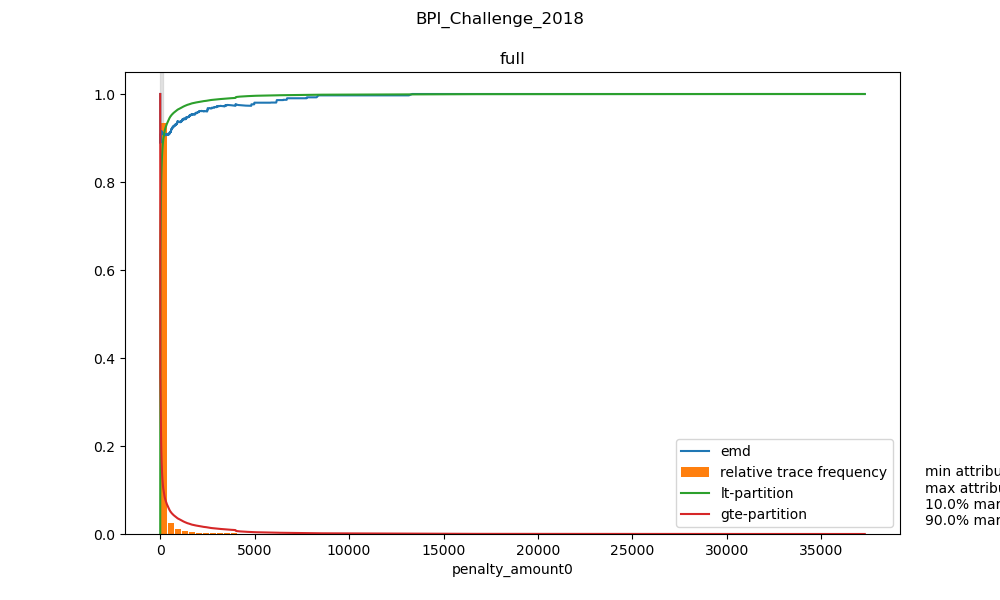 BPI_Challenge_2018
full
1.0
0.8
0.6
0.4
0.2
0.0
emd
relative trace frequency
lt-partition
gte-partition
min attribu
max attribu
10.0% mar
90.0% mar
0 5000 10000 15000 20000 25000 30000 35000
penalty_amount0